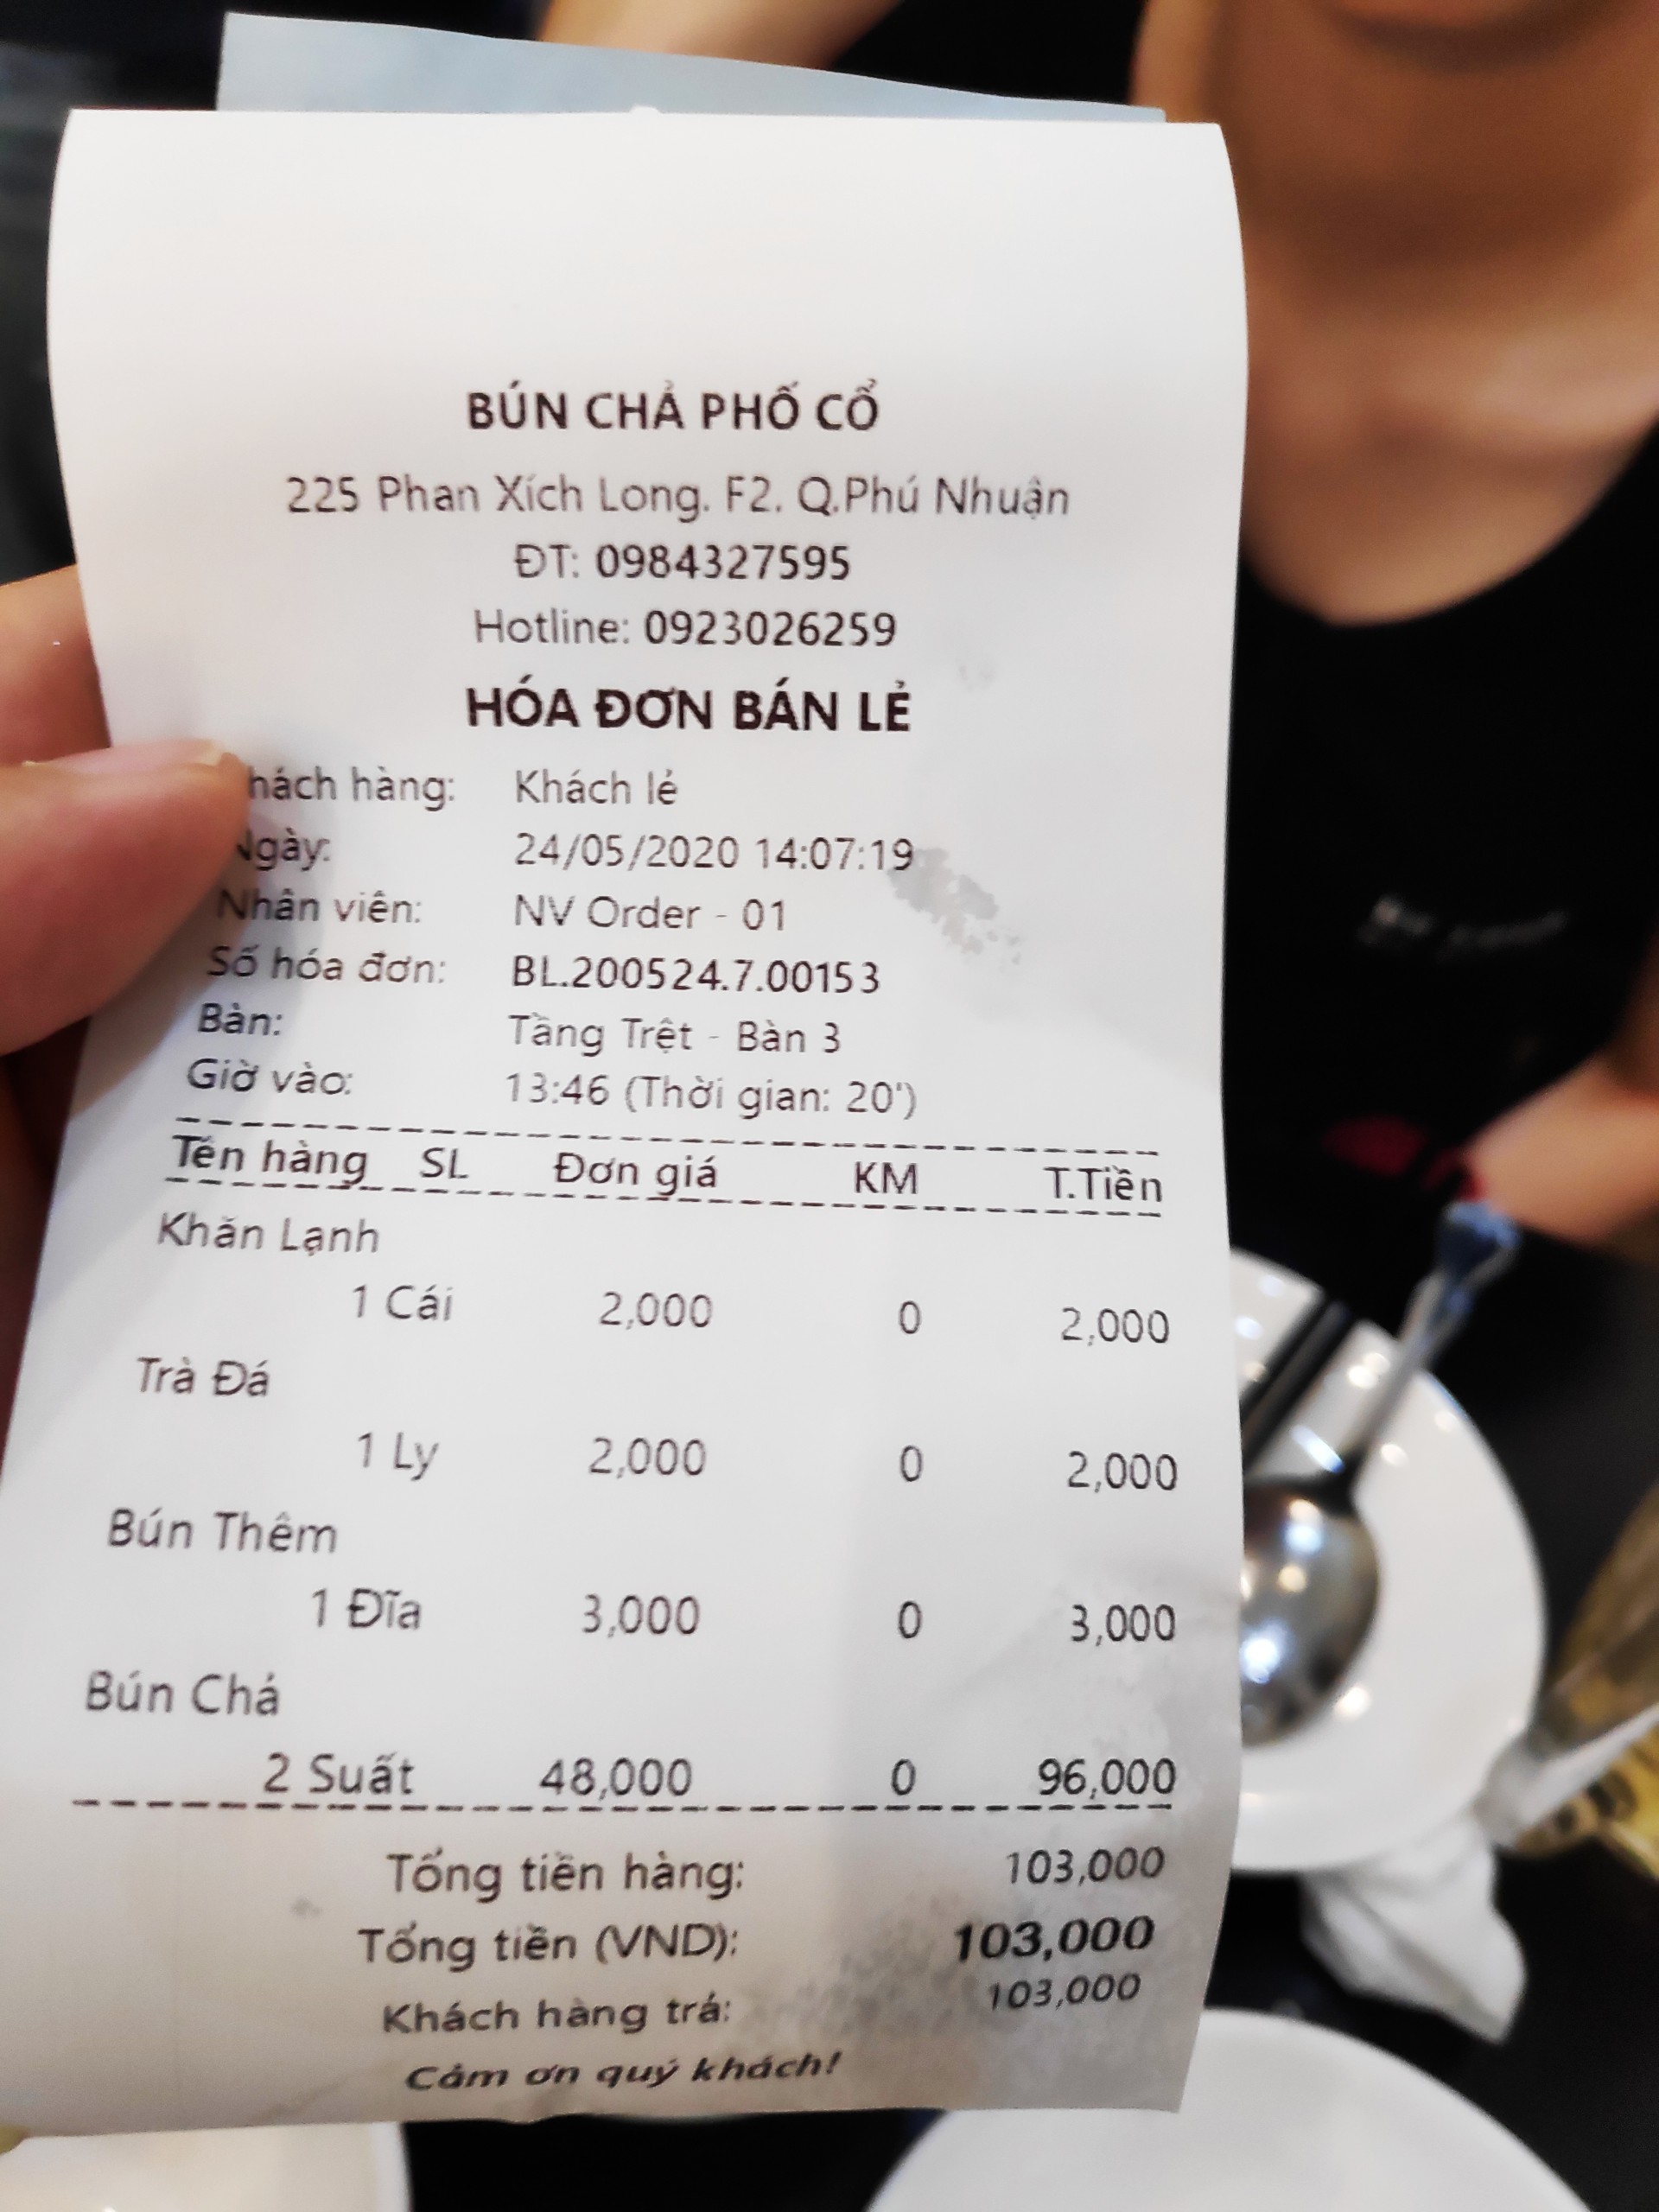 BÚN CHẢ PHỐ CỔ
225 Phan Xích Long. F2. Q.Phú Nhuận
ĐT: 0984327595
Hotline: 0923026259
HÓA ĐƠN BÁN LẺ
hách hàng: Khách lẻ
Ngày: 24/05/2020 14:07:19
Nhân viên: NV Order - 01
Số hóa đơn: BL.200524.7.00153
Bàn: Tầng Trệt - Bàn 3
Giờ vào: 13:46 (Thời gian: 20')
Tên hàng SL Đơn giá KM T.Tiền
Khăn Lạnh
1 Cái 2,000 0 2,000
Trà Đá
1 Ly 2,000 0 2,000
Bún Thêm
1 Đĩa 3,000 0 3,000
Bún Chả
2 Suất 48,000 0 96,000
Tổng tiền hàng: 103,000
Tổng tiền (VND): 103,000
Khách hàng trả: 103,000
Cảm ơn quý khách!